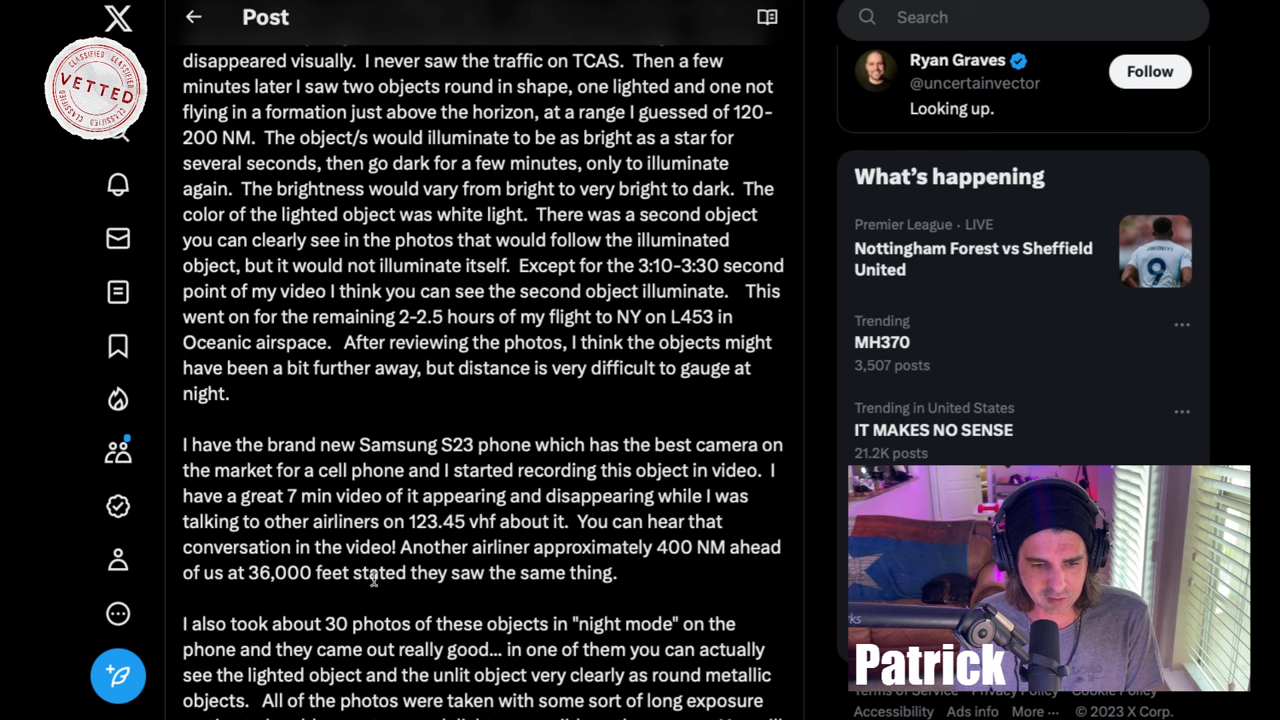 Post
Search
CLASSIFIED
VETTED
CLASSIFIED
disappeared visually. I never saw the traffic on TCAS. Then a few
minutes later I saw two objects round in shape, one lighted and one not
flying in a formation just above the horizon, at a range I guessed of 120-
200 NM. The object/s would illuminate to be as bright as a star for
several seconds, then go dark for a few minutes, only to illuminate
again. The brightness would vary from bright to very bright to dark. The
color of the lighted object was white light. There was a second object
you can clearly see in the photos that would follow the illuminated
object, but it would not illuminate itself. Except for the 3:10-3:30 second
point of my video I think you can see the second object illuminate. This
went on for the remaining 2-2.5 hours of my flight to NY on L453 in
Oceanic airspace. After reviewing the photos, I think the objects might
have been a bit further away, but distance is very difficult to gauge at
night.
I have the brand new Samsung S23 phone which has the best camera on
the market for a cell phone and I started recording this object in video. I
have a great 7 min video of it appearing and disappearing while I was
talking to other airliners on 123.45 vhf about it. You can hear that
conversation in the video! Another airliner approximately 400 NM ahead
of us at 36,000 feet stated they saw the same thing.
I also took about 30 photos of these objects in "night mode" on the
phone and they came out really good... in one of them you can actually
see the lighted object and the unlit object very clearly as round metallic
objects. All of the photos were taken with some sort of long exposure
Ryan Graves
@uncertainvector
Looking up.
Follow
What's happening
Premier League · LIVE
Nottingham Forest vs Sheffield
United
9
Trending
MH370
3,507 posts
Trending in United States
IT MAKES NO SENSE
21.2K posts
Patrick
Terms of Service Privacy Policy Cookie Policy
Accessibility Ads info More ... © 2023 X Corp.